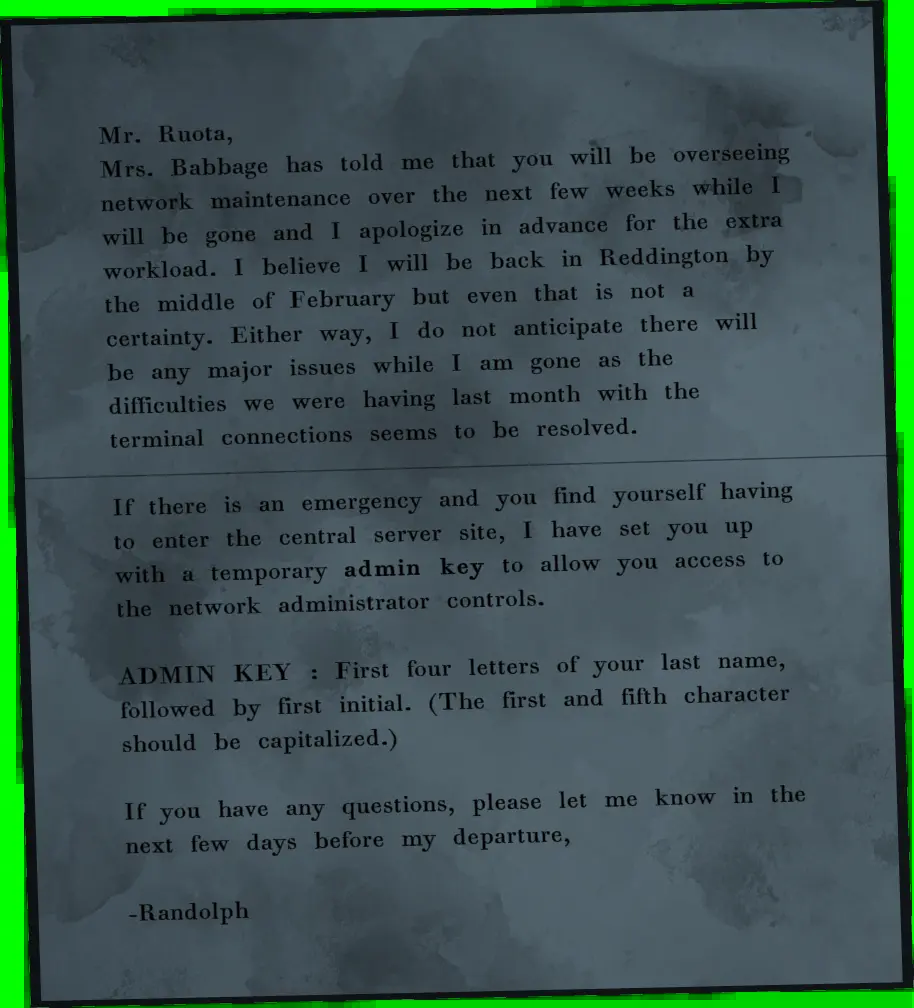 Mr. Ruota,
Mrs. Babbage has told me that you will be overseeing
network maintenance over the next few weeks while I
will be gone and I apologize in advance for the extra
workload. I believe I will be back in Reddington by
the middle of February but even that is not a
certainty. Either way, I do not anticipate there will
be any major issues while I am gone as the
difficulties we were having last month with the
terminal connections seems to be resolved.
If there is an emergency and you find yourself having
to enter the central server site, I have set you up
with a temporary admin key to allow you access to
the network administrator controls.
ADMIN KEY : First four letters of your last name,
followed by first initial. (The first and fifth character
should be capitalized.)
If you have any questions, please let me know in the
next few days before my departure,
-Randolph